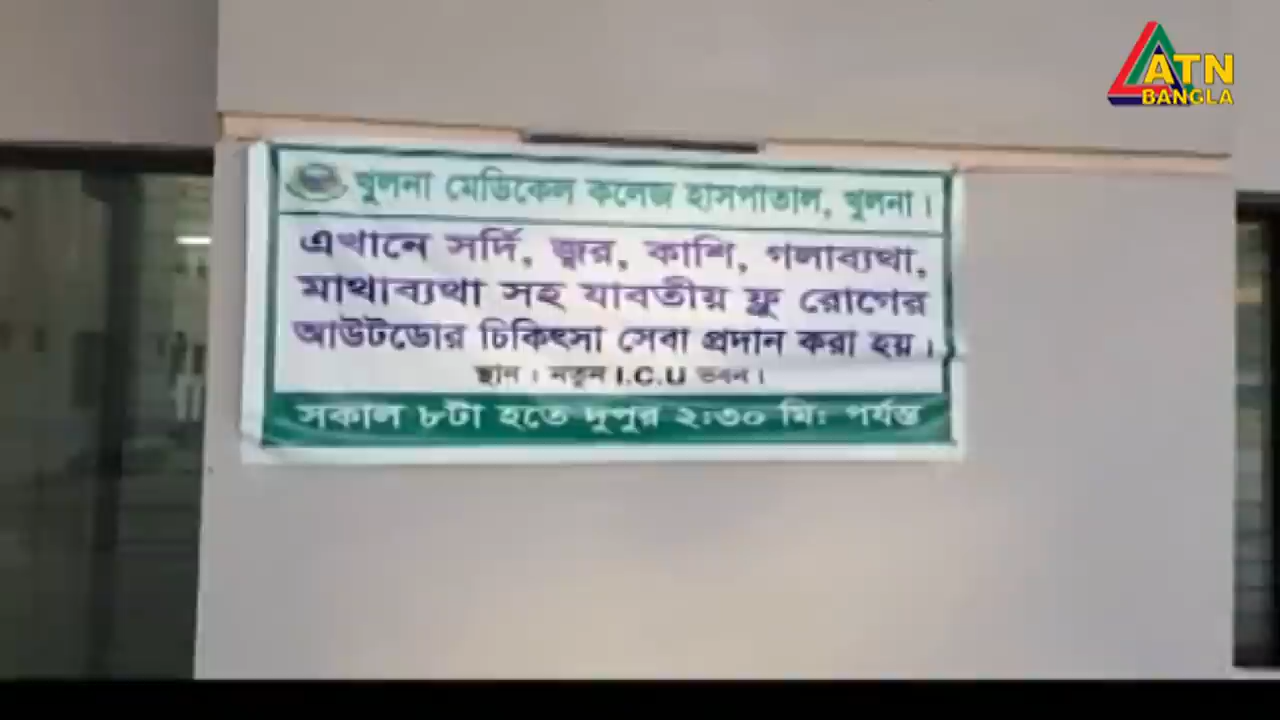 ATN
BANGLA
খুলনা মেডিকেল কলেজ হাসপাতাল, খুলনা।
এখানে সর্দি, জ্বর, কাশি, গলাব্যথা,
মাথাব্যথা সহ যাবতীয় ফ্লু রোগের
আউটডোর চিকিৎসা সেবা প্রদান করা হয়।
স্থান : নতুন I.C.U ভবন।
সকাল ৮টা হতে দুপুর ২:৩০ মি: পর্যন্ত